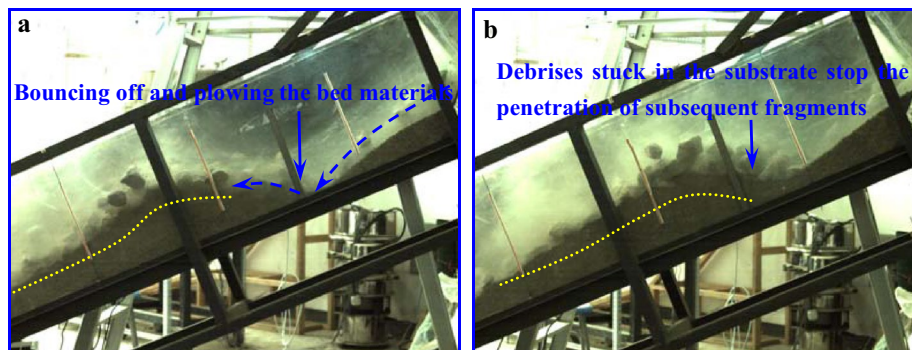 a
Bouncing off and plowing the bed materials
b
Debrises stuck in the substrate stop the
penetration of subsequent fragments